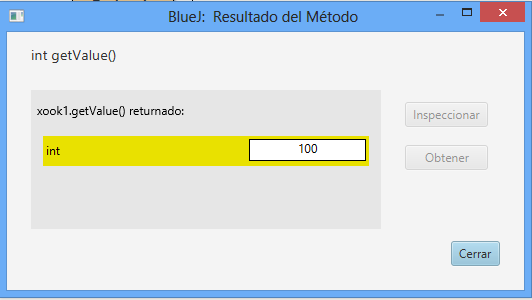 BlueJ: Resultado del Método
int getValue()
xook1.getValue() returnado:
int 100
Inspeccionar
Obtener
Cerrar